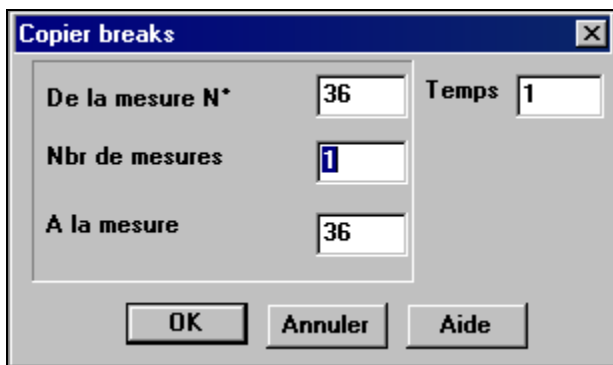 Copier breaks
De la mesure N° 36 Temps 1
Nbr de mesures 1
A la mesure 36
OK Annuler Aide